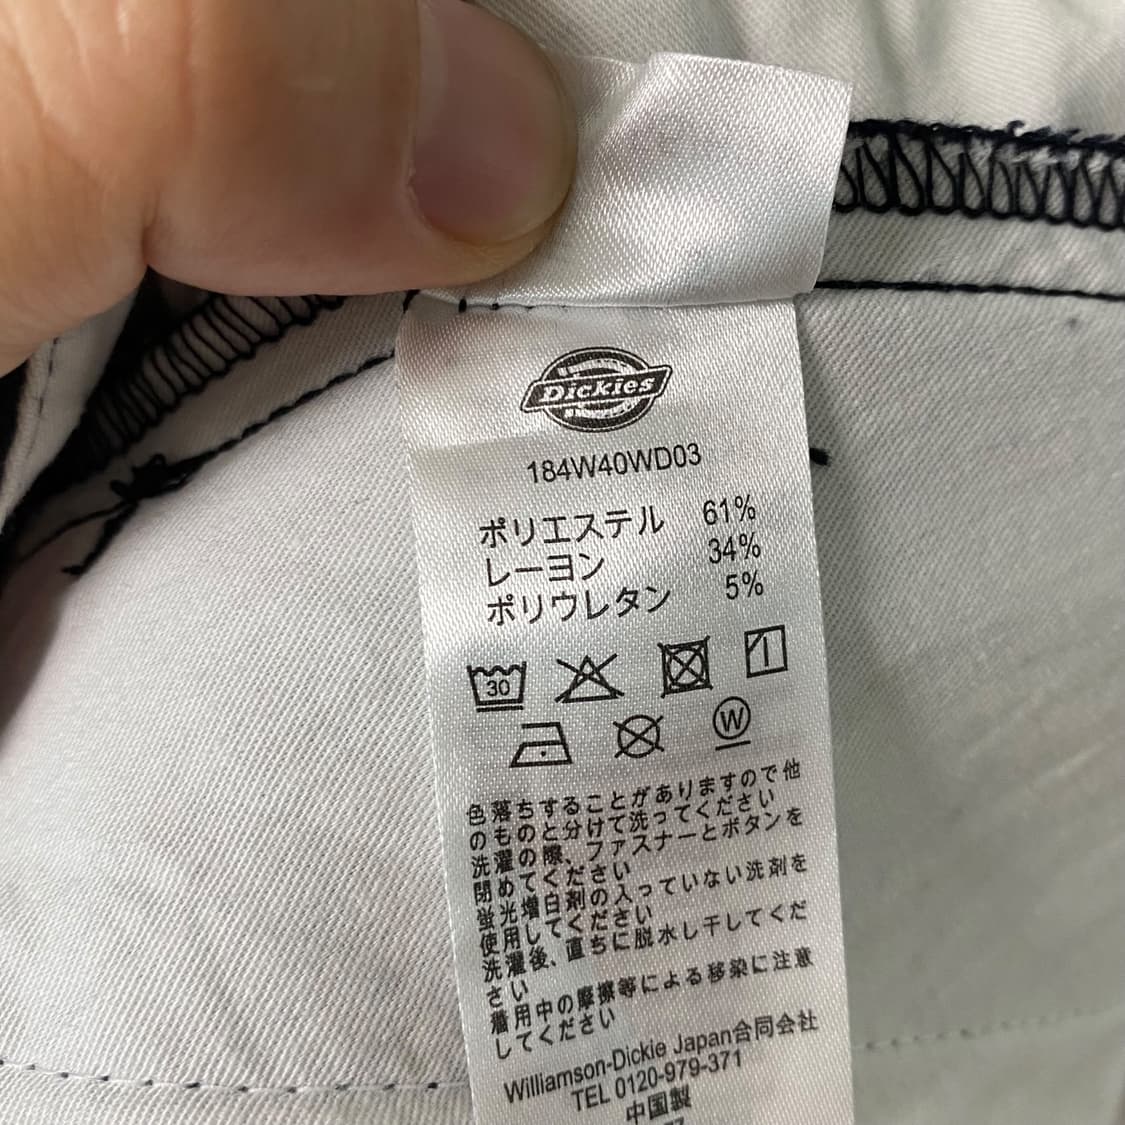 Dickies
184W40WD03
ポリエステル 61%
レーヨン 34%
ポリウレタン 5%
30
W
色落ちすることがありますので他
のものと分けて洗ってください
洗濯の際、ファスナーとボタンを
閉めてください
蛍光増白剤の入っていない洗剤を
使用してください
洗濯後、直ちに脱水し干してくだ
さい
着用中の摩擦等による移染に注意
してください
Williamson-Dickie Japan合同会社
TEL 0120-979-371
中国製